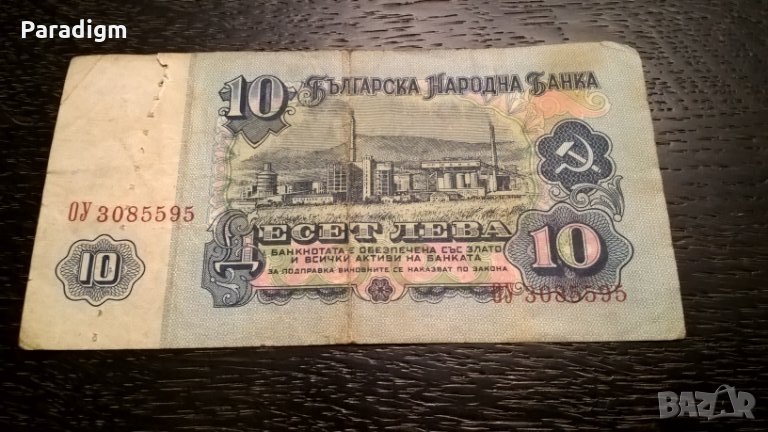 Paradigm
10 БЪЛГАРСКА НАРОДНА БАНКА
ОУ 3085595
ДЕСЕТ ЛЕВА
БАНКНОТАТА Е ОБЕЗПЕЧЕНА СЪС ЗЛАТО
И ВСИЧКИ АКТИВИ НА БАНКАТА
ЗА ПОДПРАВКА ВИНОВНИТЕ СЕ НАКАЗВАТ ПО ЗАКОНА
10
10
ОУ 3085595
BAZAR